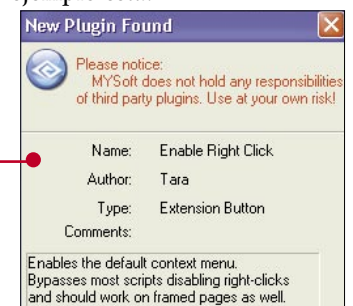 New Plugin Found
Please notice:
MYSoft does not hold any responsibilities
of third party plugins. Use at your own risk!
Name: Enable Right Click
Author: Tara
Type: Extension Button
Comments:
Enables the default context menu.
Bypasses most scripts disabling right-clicks
and should work on framed pages as well.